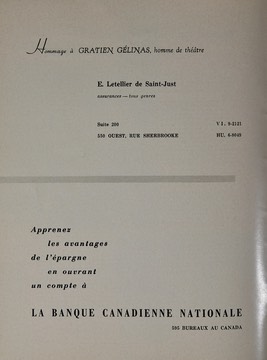 Hommage à GRATIEN GÉLINAS, homme de théâtre
E. Letellier de Saint-Just
assurances — tous genres
Suite 200 VI. 9-2121
550 OUEST, RUE SHERBROOKE HU. 6-9049
Apprenez
les avantages
de l'épargne
en ouvrant
un compte à
LA BANQUE CANADIENNE NATIONALE
595 BUREAUX AU CANADA